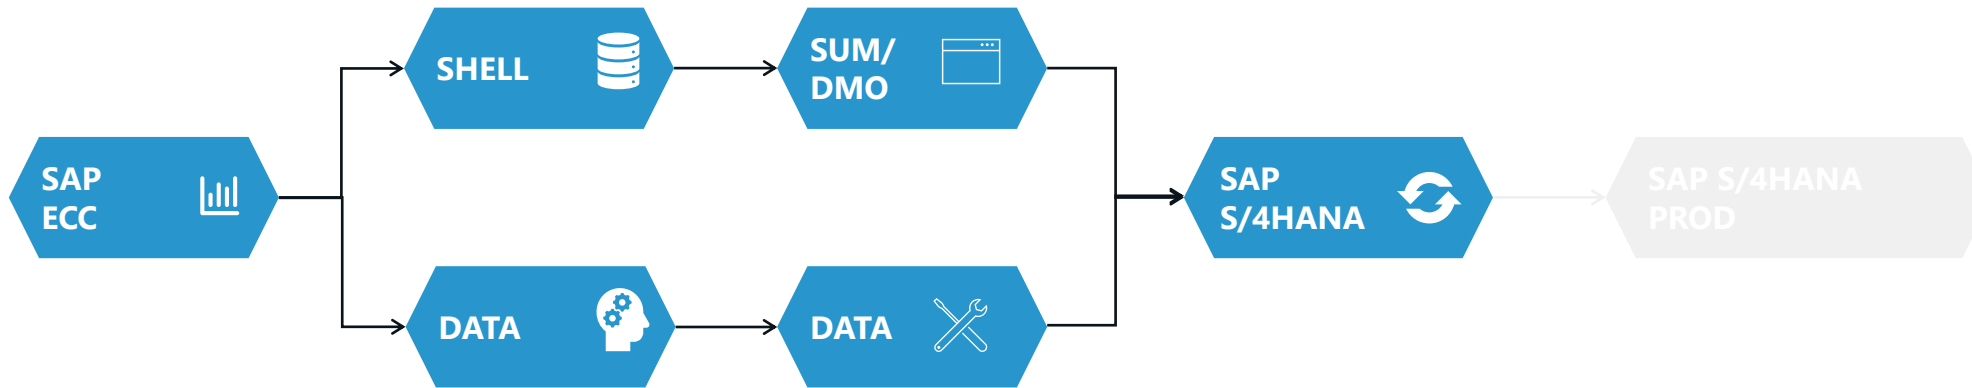 SHELL
SUM/
DMO
SAP
ECC
SAP
S/4HANA
SAP S/4HANA
PROD
DATA
DATA